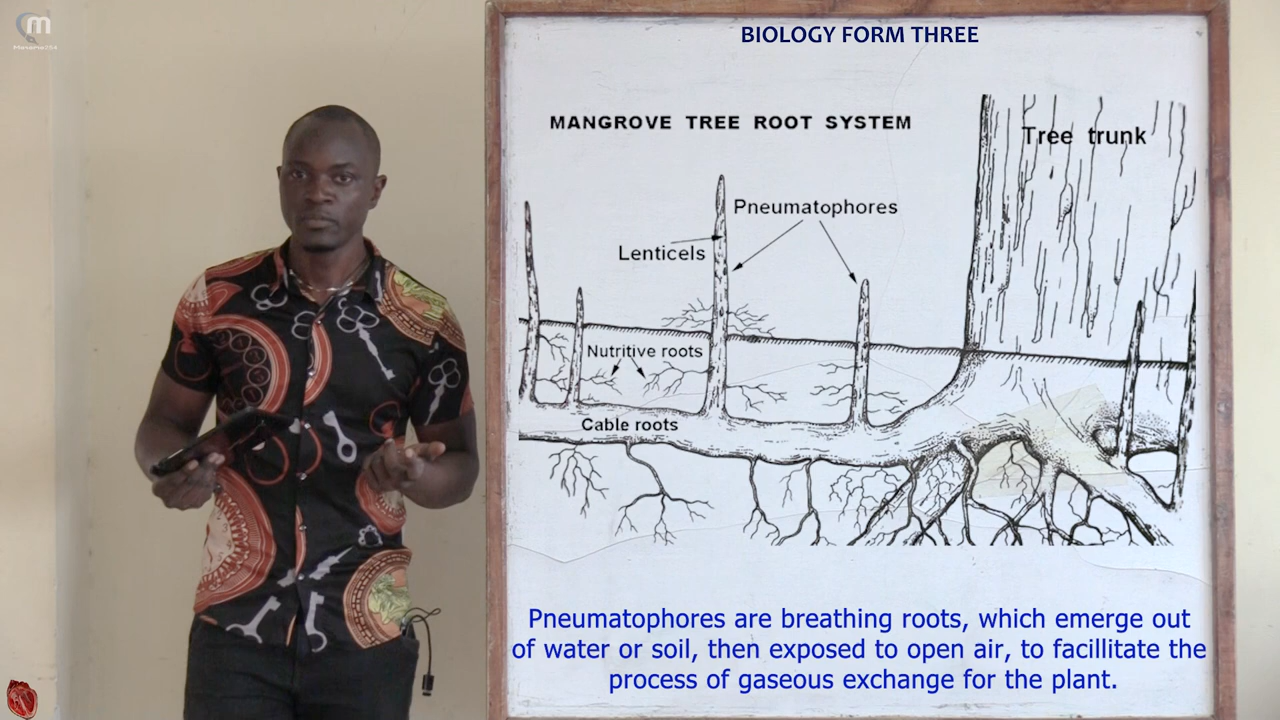 Masomo254
BIOLOGY FORM THREE
MANGROVE TREE ROOT SYSTEM
Tree trunk
Pneumatophores
Lenticels
Nutritive roots
Cable roots
Pneumatophores are breathing roots, which emerge out
of water or soil, then exposed to open air, to facillitate the
process of gaseous exchange for the plant.